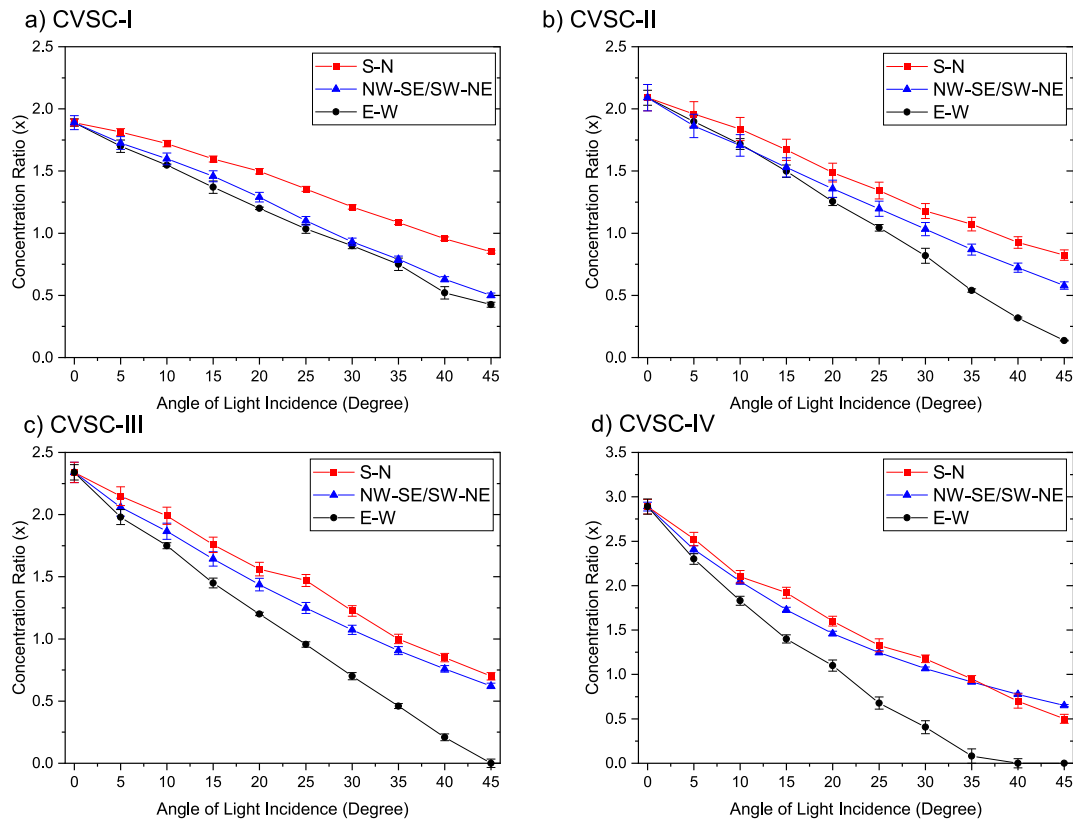 a) CVSC-I
2.5
2.0
1.5
1.0
0.5
0.0
Concentration Ratio (x)
S-N
NW-SE/SW-NE
E-W
0 5 10 15 20 25 30 35 40 45
Angle of Light Incidence (Degree)
b) CVSC-II
2.5
2.0
1.5
1.0
0.5
0.0
Concentration Ratio (x)
S-N
NW-SE/SW-NE
E-W
0 5 10 15 20 25 30 35 40 45
Angle of Light Incidence (Degree)
c) CVSC-III
2.5
2.0
1.5
1.0
0.5
0.0
Concentration Ratio (x)
S-N
NW-SE/SW-NE
E-W
0 5 10 15 20 25 30 35 40 45
Angle of Light Incidence (Degree)
d) CVSC-IV
3.5
3.0
2.5
2.0
1.5
1.0
0.5
0.0
Concentration Ratio (x)
S-N
NW-SE/SW-NE
E-W
0 5 10 15 20 25 30 35 40 45
Angle of Light Incidence (Degree)